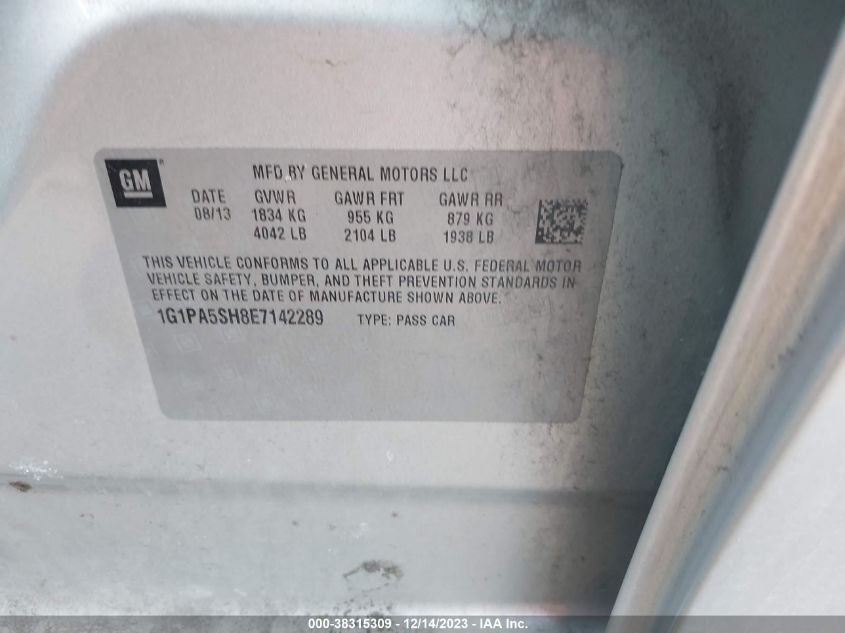 GM
MFD BY GENERAL MOTORS LLC
DATE GVWR GAWR FRT GAWR RR
08/13 1834 KG 955 KG 879 KG
4042 LB 2104 LB 1938 LB
THIS VEHICLE CONFORMS TO ALL APPLICABLE U.S. FEDERAL MOTOR
VEHICLE SAFETY, BUMPER, AND THEFT PREVENTION STANDARDS IN
EFFECT ON THE DATE OF MANUFACTURE SHOWN ABOVE.
1G1PA5SH8E7142289 TYPE: PASS CAR
000-38315309 - 12/14/2023 - IAA Inc.